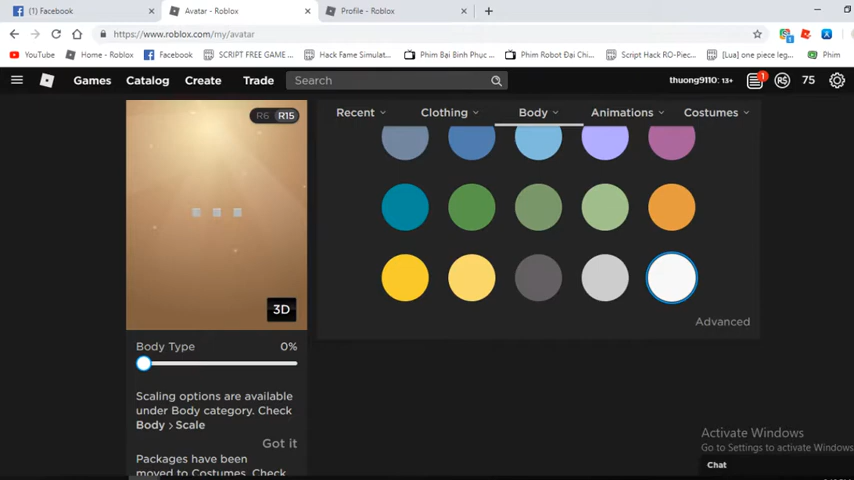 (1) Facebook
Avatar - Roblox
Profile - Roblox
https://www.roblox.com/my/avatar
YouTube
Home - Roblox
Facebook
SCRIPT FREE GAME ...
Hack Fame Simulat...
Phim Bai Binh Phuc ...
Phim Robot Đại Chi...
Script Hack RO-Piec...
[Lua] one piece leg...
Phim
Games
Catalog
Create
Trade
Search
thuong9110: 13+
1
75
R6
R15
Recent
Clothing
Body
Animations
Costumes
3D
Advanced
Body Type
0%
Scaling options are available
under Body category. Check
Body > Scale
Got it
Packages have been
moved to Costumes. Check
Activate Windows
Go to Settings to activate Windows.
Chat